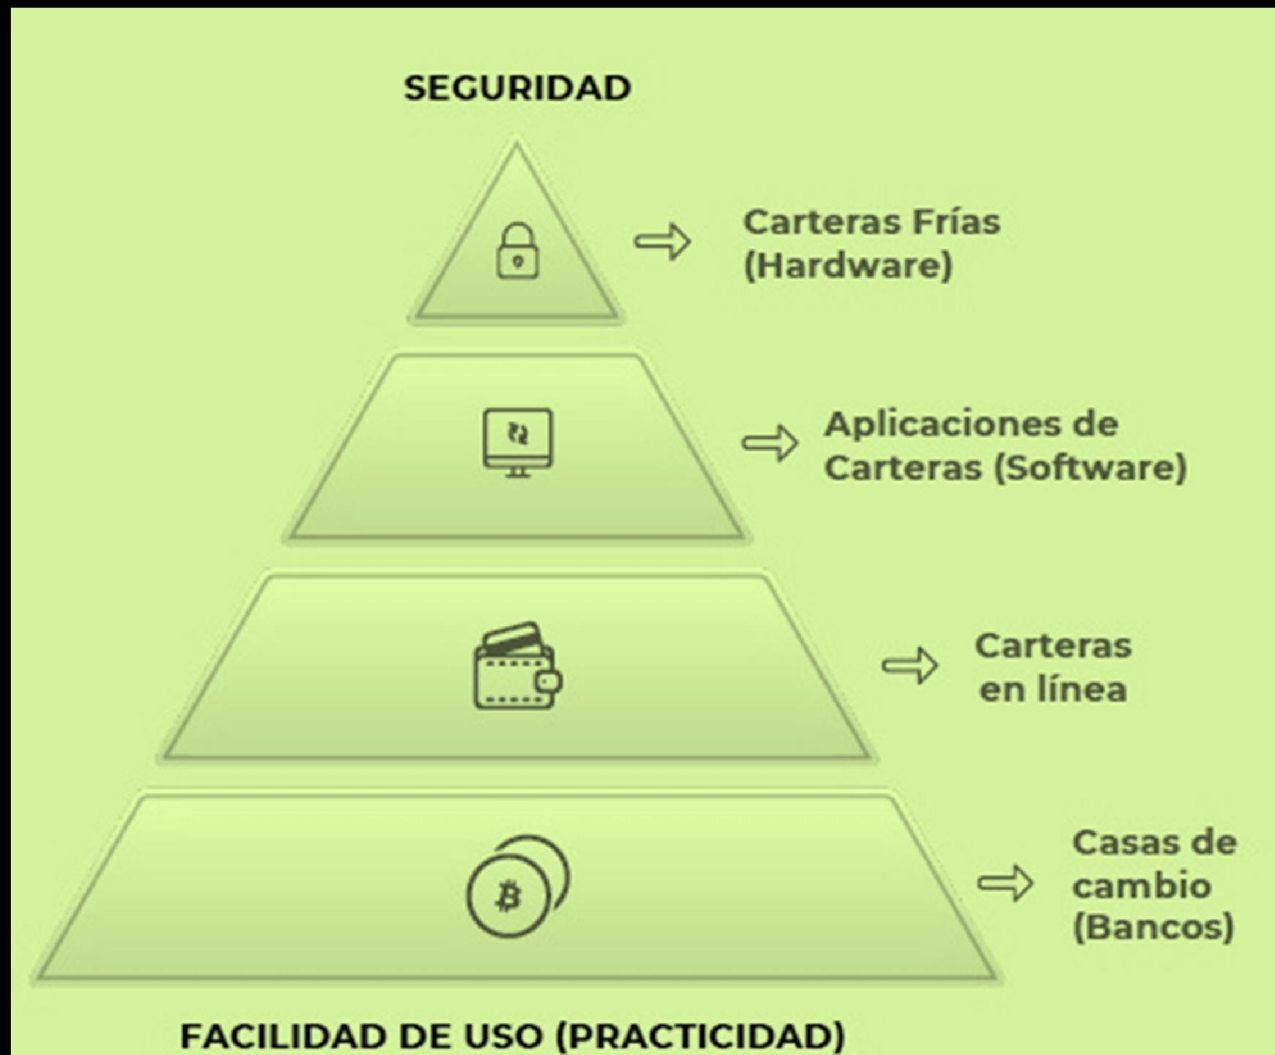 SEGURIDAD
Carteras Frías
(Hardware)
Aplicaciones de
Carteras (Software)
Carteras
en línea
Casas de
cambio
(Bancos)
FACILIDAD DE USO (PRACTICIDAD)